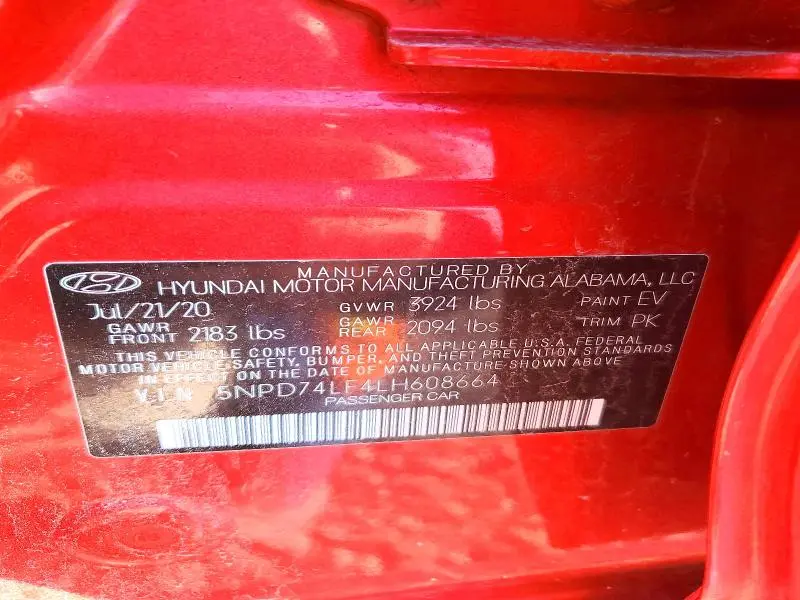 MANUFACTURED BY
HYUNDAI MOTOR MANUFACTURING ALABAMA, LLC
Jul/21/20 GVWR 3924 lbs PAINT EV
GAWR FRONT 2183 lbs GAWR REAR 2094 lbs TRIM PK
THIS VEHICLE CONFORMS TO ALL APPLICABLE U.S.A. FEDERAL
MOTOR VEHICLE SAFETY, BUMPER, AND THEFT PREVENTION STANDARDS
IN EFFECT ON THE DATE OF MANUFACTURE SHOWN ABOVE
V.I.N 5NPD74LF4LH608664
PASSENGER CAR